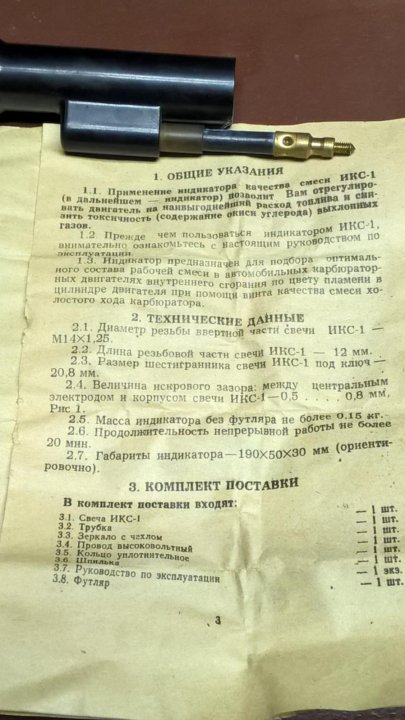 1. ОБЩИЕ УКАЗАНИЯ
1.1. Применение индикатора качества смеси ИКС-1
(в дальнейшем — индикатор) позволит Вам отрегулиро-
вать двигатель на наивыгоднейший расход топлива и сни-
зить токсичность (содержание окиси углерода) выхлопных
газов.
1.2 Прежде чем пользоваться индикатором ИКС-1,
внимательно ознакомьтесь с настоящим руководством по
эксплуатации.
1.3. Индикатор предназначен для подбора оптималь-
ного состава рабочей смеси в автомобильных карбюратор-
ных двигателях внутреннего сгорания по цвету пламени в
цилиндре двигателя при помощи винта качества смеси хо-
лостого хода карбюратора.
2. ТЕХНИЧЕСКИЕ ДАННЫЕ
2.1. Диаметр резьбы ввертной части свечи ИКС-1 —
М14×1,25.
2.2. Длина резьбовой части свечи ИКС-1 — 12 мм.
2.3. Размер шестигранника свечи ИКС-1 под ключ —
20,8 мм.
2.4. Величина искрового зазора: между центральным
электродом и корпусом свечи ИКС-1—0,5 . . . . 0,8 мм,
Рис 1.
2.5. Масса индикатора без футляра не более 0,15 кг.
2.6. Продолжительность непрерывной работы не более
20 мин.
2.7. Габариты индикатора—190×50×30 мм (ориенти-
ровочно).
3. КОМПЛЕКТ ПОСТАВКИ
В комплект поставки входят:
3.1. Свеча ИКС-1 — 1 шт.
3.2. Трубка — 1 шт.
3.3. Зеркало с чехлом — 1 шт.
3.4. Провод высоковольтный — 1 шт.
3.5. Кольцо уплотнительное — 1 шт.
3.6. Шпилька — 1 шт.
3.7. Руководство по эксплуатации — 1 экз.
3.8. Футляр — 1 шт.
3